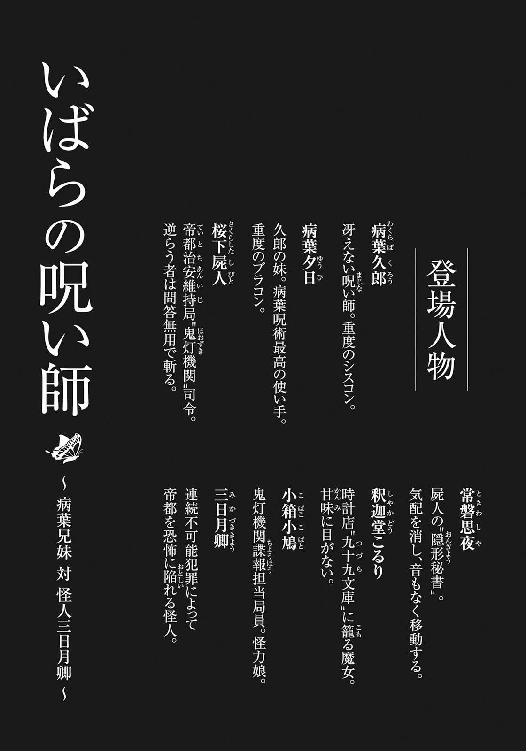 登場人物
病葉久郎
冴えない呪い師。重度のシスコン。
病葉夕日
久郎の妹。病葉呪術最高の使い手。
重度のブラコン。
桜下屍人
帝都治安維持局"鬼灯機関"司令。
逆らう者は問答無用で斬る。
常磐思夜
屍人の"隠形秘書"。
気配を消し、音もなく移動する。
釈迦堂こるり
時計店"九十九文庫"に籠る魔女。
甘味に目がない。
小箱小鳩
鬼灯機関諜報担当局員。怪力娘。
三日月卿
連続不可能犯罪によって
帝都を恐怖に陥れる怪人。
いばらの呪い師
~病葉兄妹 対 怪人三日月卿~